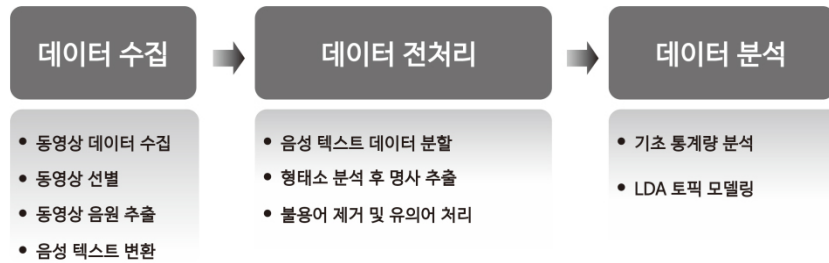 데이터 수집
동영상 데이터 수집
동영상 선별
동영상 음원 추출
음성 텍스트 변환
데이터 전처리
음성 텍스트 데이터 분할
형태소 분석 후 명사 추출
불용어 제거 및 유의어 처리
데이터 분석
기초 통계량 분석
LDA 토픽 모델링